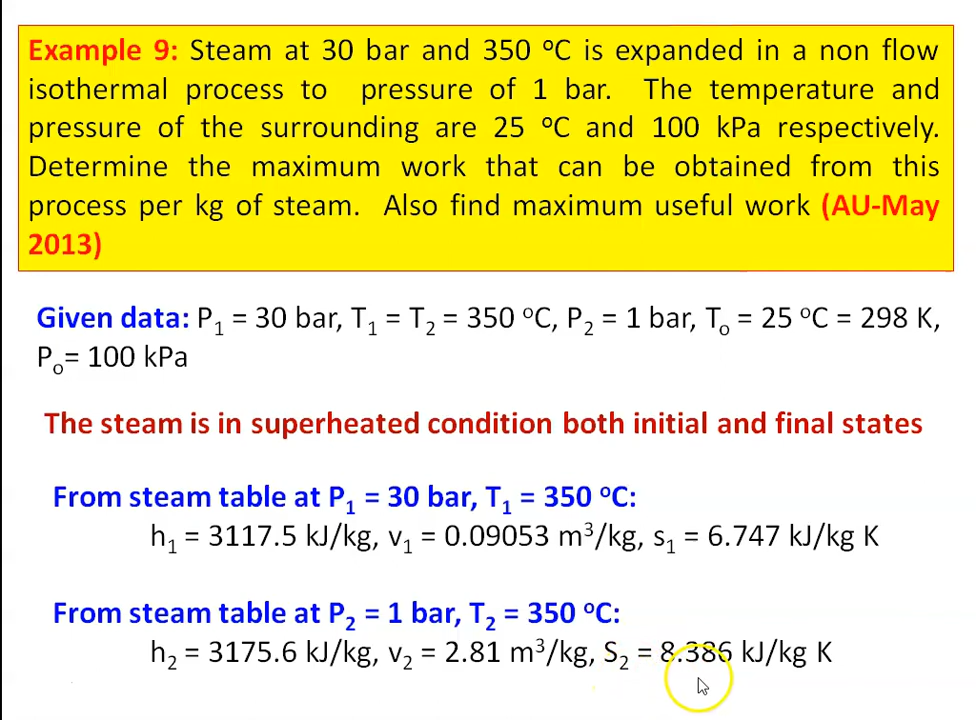 Example 9: Steam at 30 bar and 350 °C is expanded in a non flow
isothermal process to pressure of 1 bar. The temperature and
pressure of the surrounding are 25 °C and 100 kPa respectively.
Determine the maximum work that can be obtained from this
process per kg of steam. Also find maximum useful work (AU-May
2013)
Given data: P₁ = 30 bar, T₁ = T₂ = 350 °C, P₂ = 1 bar, Tₒ = 25 °C = 298 K,
Pₒ= 100 kPa
The steam is in superheated condition both initial and final states
From steam table at P₁ = 30 bar, T₁ = 350 °C:
h₁ = 3117.5 kJ/kg, v₁ = 0.09053 m³/kg, s₁ = 6.747 kJ/kg K
From steam table at P₂ = 1 bar, T₂ = 350 °C:
h₂ = 3175.6 kJ/kg, v₂ = 2.81 m³/kg, S₂ = 8.386 kJ/kg K